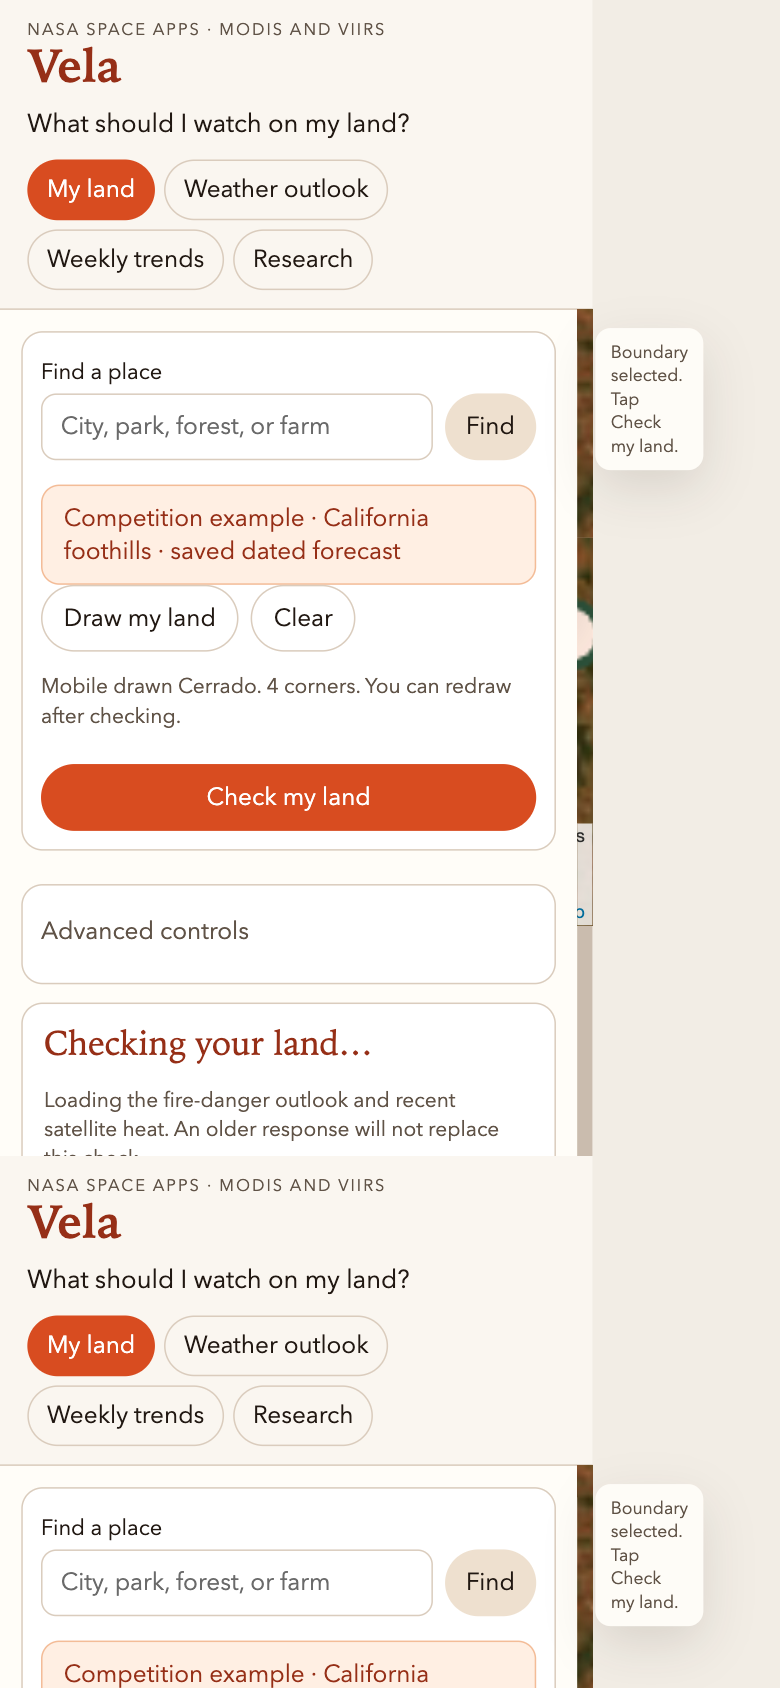 NASA SPACE APPS · MODIS AND VIIRS
Vela
What should I watch on my land?
My land
Weather outlook
Weekly trends
Research
Find a place
City, park, forest, or farm
Find
Competition example · California
foothills · saved dated forecast
Draw my land
Clear
Mobile drawn Cerrado. 4 corners. You can redraw
after checking.
Check my land
Advanced controls
Checking your land…
Loading the fire-danger outlook and recent
satellite heat. An older response will not replace
this check.
Boundary
selected.
Tap
Check
my land.
NASA SPACE APPS · MODIS AND VIIRS
Vela
What should I watch on my land?
My land
Weather outlook
Weekly trends
Research
Find a place
City, park, forest, or farm
Find
Competition example · California
Boundary
selected.
Tap
Check
my land.